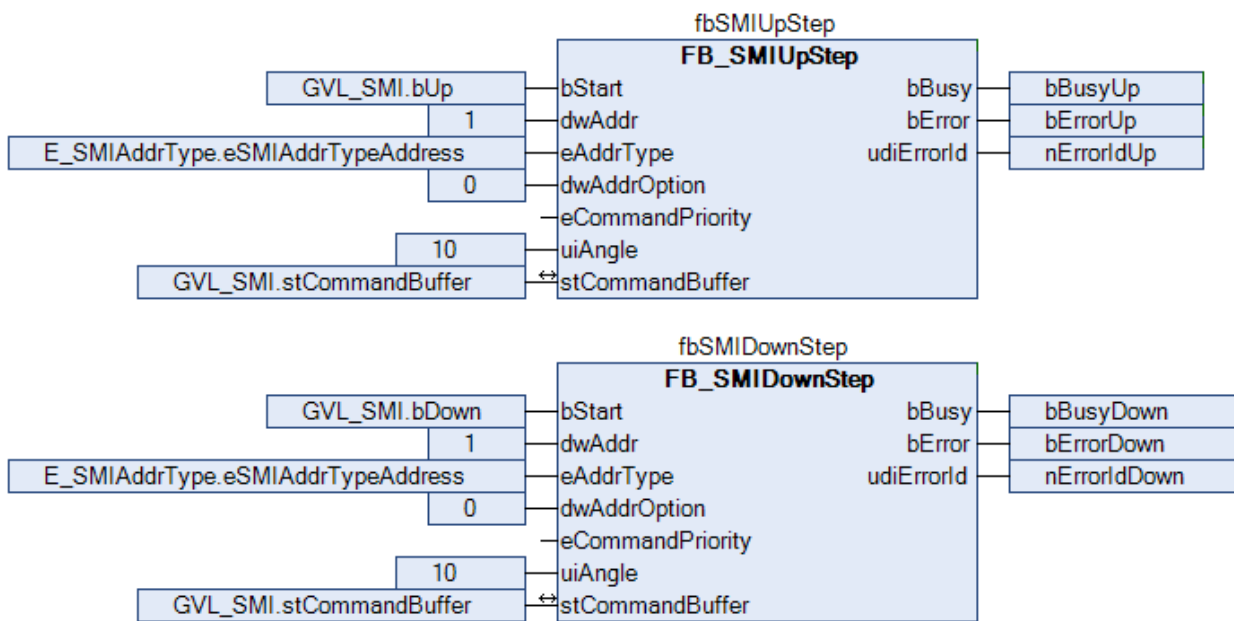 fbSMIUpStep
FB_SMIUpStep
GVL_SMI.bUp bStart bBusy bBusyUp
1 dwAddr bError bErrorUp
E_SMIAddrType.eSMIAddrTypeAddress eAddrType udiErrorId nErrorIdUp
0 dwAddrOption
eCommandPriority
10 uiAngle
GVL_SMI.stCommandBuffer ↔ stCommandBuffer
fbSMIDownStep
FB_SMIDownStep
GVL_SMI.bDown bStart bBusy bBusyDown
1 dwAddr bError bErrorDown
E_SMIAddrType.eSMIAddrTypeAddress eAddrType udiErrorId nErrorIdDown
0 dwAddrOption
eCommandPriority
10 uiAngle
GVL_SMI.stCommandBuffer ↔ stCommandBuffer